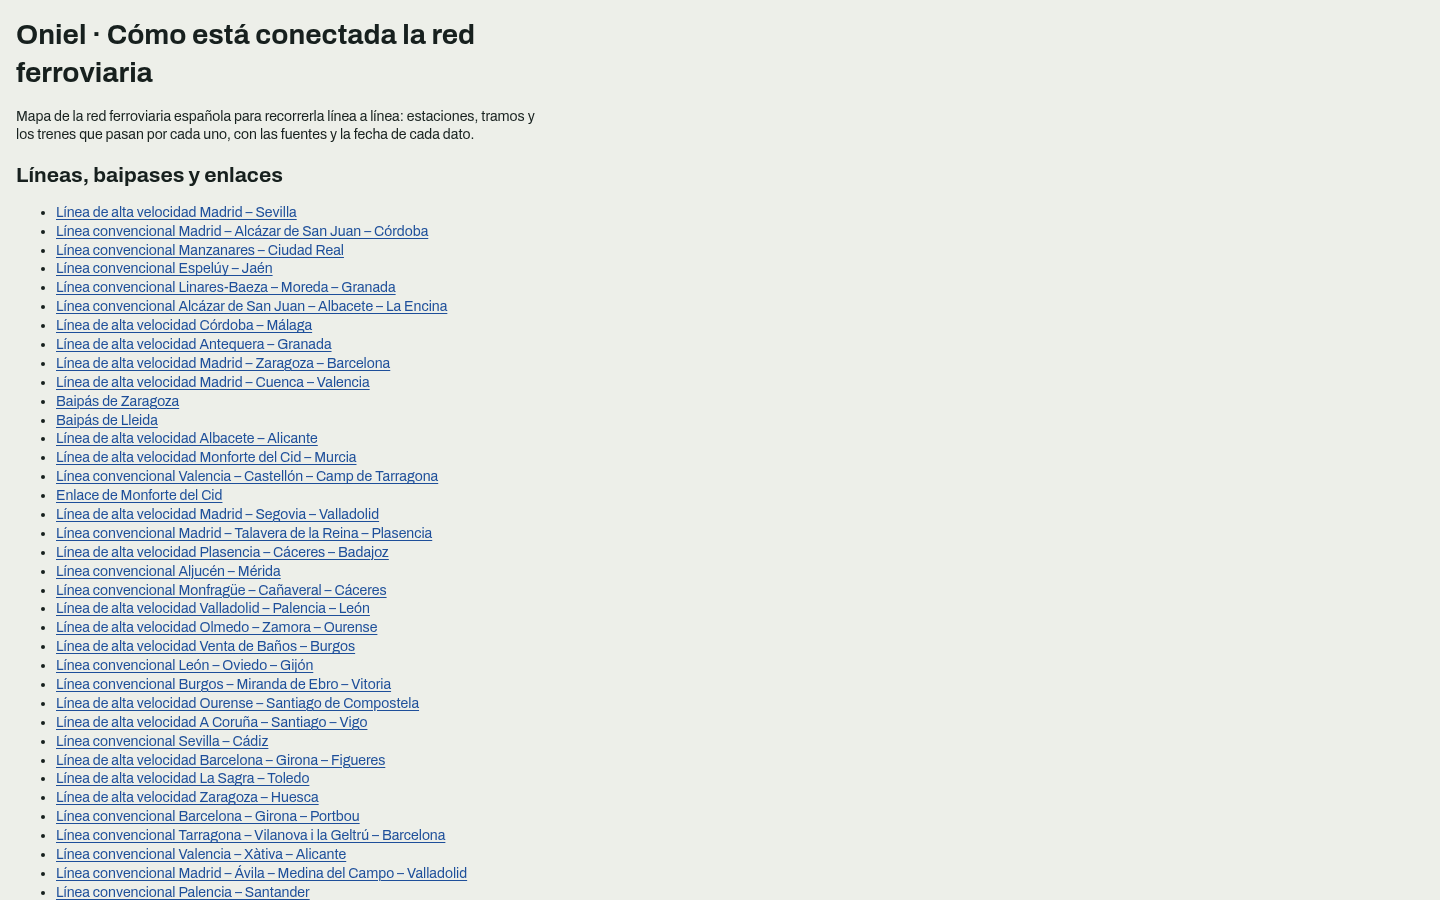 Oniel · Cómo está conectada la red
ferroviaria
Mapa de la red ferroviaria española para recorrerla línea a línea: estaciones, tramos y
los trenes que pasan por cada uno, con las fuentes y la fecha de cada dato.
Líneas, baipases y enlaces
Línea de alta velocidad Madrid – Sevilla
Línea convencional Madrid – Alcázar de San Juan – Córdoba
Línea convencional Manzanares – Ciudad Real
Línea convencional Espelúy – Jaén
Línea convencional Linares-Baeza – Moreda – Granada
Línea convencional Alcázar de San Juan – Albacete – La Encina
Línea de alta velocidad Córdoba – Málaga
Línea de alta velocidad Antequera – Granada
Línea de alta velocidad Madrid – Zaragoza – Barcelona
Línea de alta velocidad Madrid – Cuenca – Valencia
Baipás de Zaragoza
Baipás de Lleida
Línea de alta velocidad Albacete – Alicante
Línea de alta velocidad Monforte del Cid – Murcia
Línea convencional Valencia – Castellón – Camp de Tarragona
Enlace de Monforte del Cid
Línea de alta velocidad Madrid – Segovia – Valladolid
Línea convencional Madrid – Talavera de la Reina – Plasencia
Línea de alta velocidad Plasencia – Cáceres – Badajoz
Línea convencional Aljucén – Mérida
Línea convencional Monfragüe – Cañaveral – Cáceres
Línea de alta velocidad Valladolid – Palencia – León
Línea de alta velocidad Olmedo – Zamora – Ourense
Línea de alta velocidad Venta de Baños – Burgos
Línea convencional León – Oviedo – Gijón
Línea convencional Burgos – Miranda de Ebro – Vitoria
Línea de alta velocidad Ourense – Santiago de Compostela
Línea de alta velocidad A Coruña – Santiago – Vigo
Línea convencional Sevilla – Cádiz
Línea de alta velocidad Barcelona – Girona – Figueres
Línea de alta velocidad La Sagra – Toledo
Línea de alta velocidad Zaragoza – Huesca
Línea convencional Barcelona – Girona – Portbou
Línea convencional Tarragona – Vilanova i la Geltrú – Barcelona
Línea convencional Valencia – Xàtiva – Alicante
Línea convencional Madrid – Ávila – Medina del Campo – Valladolid
Línea convencional Palencia – Santander